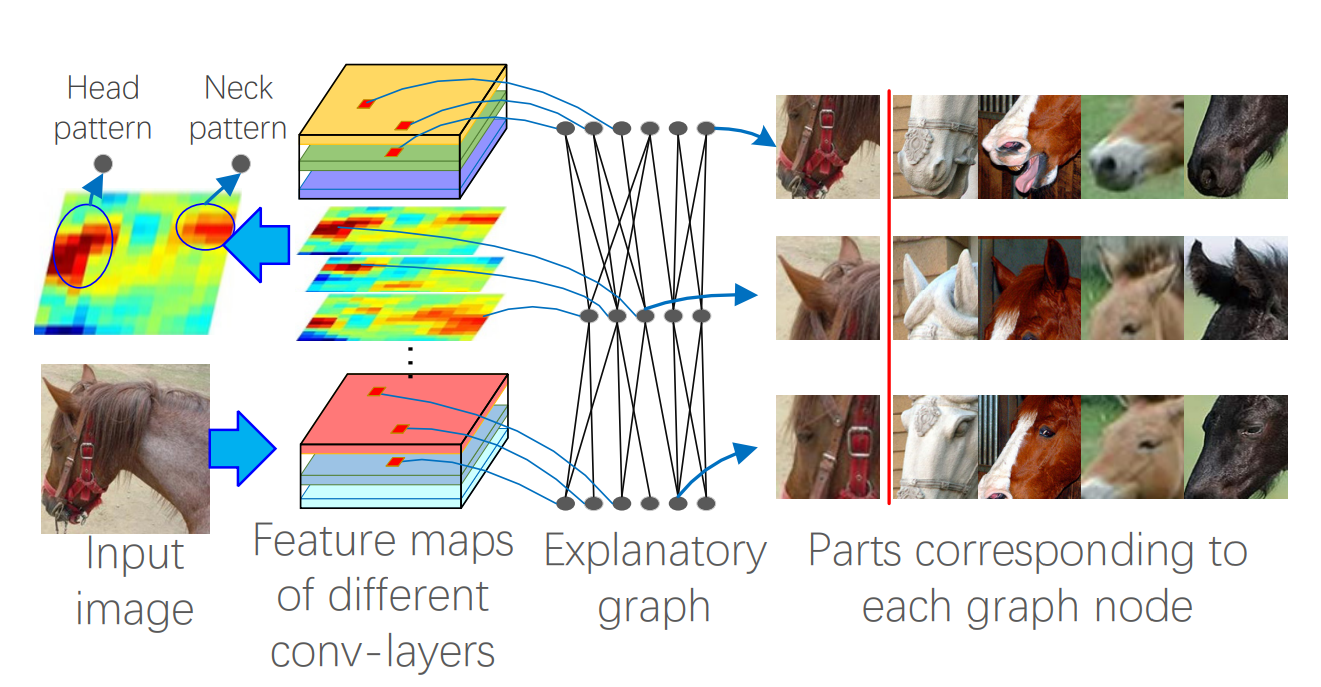 Head
pattern
Neck
pattern
Input
image
Feature maps
of different
conv-layers
Explanatory
graph
Parts corresponding to
each graph node